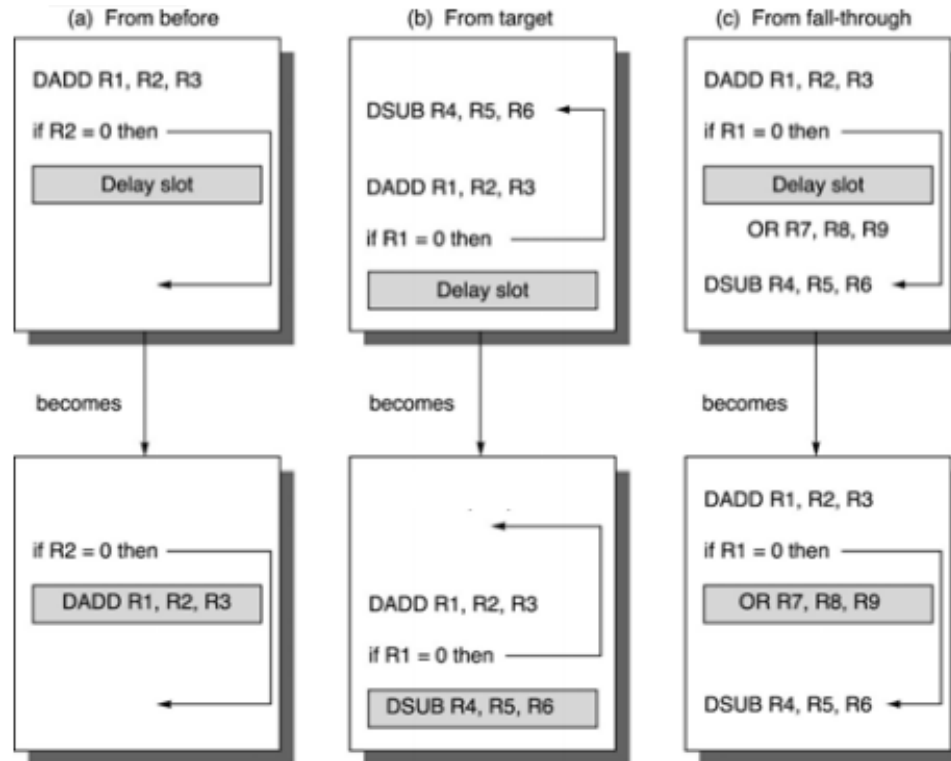 (a) From before
DADD R1, R2, R3
if R2 = 0 then
Delay slot
becomes
if R2 = 0 then
DADD R1, R2, R3
(b) From target
DSUB R4, R5, R6
DADD R1, R2, R3
if R1 = 0 then
Delay slot
becomes
DADD R1, R2, R3
if R1 = 0 then
DSUB R4, R5, R6
(c) From fall-through
DADD R1, R2, R3
if R1 = 0 then
Delay slot
OR R7, R8, R9
DSUB R4, R5, R6
becomes
DADD R1, R2, R3
if R1 = 0 then
OR R7, R8, R9
DSUB R4, R5, R6